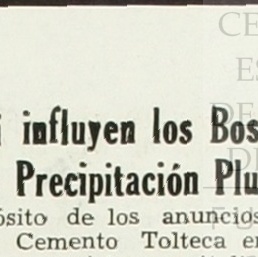 influyen los Bos
Precipitación Plu
ósito de los anuncios
Cemento Tolteca en